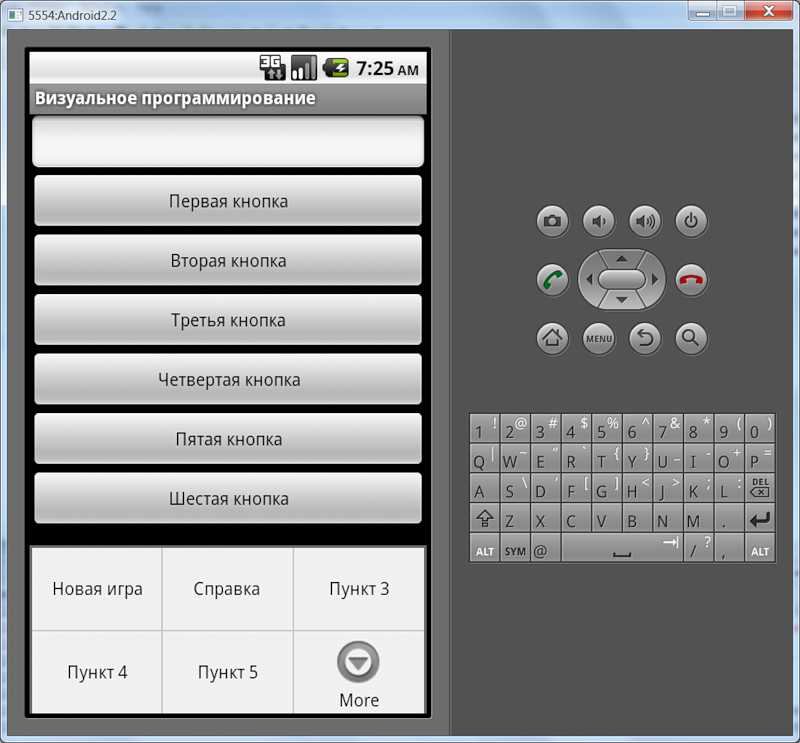 5554:Android2.2
3G 7:25 AM
Визуальное программирование
Первая кнопка
Вторая кнопка
Третья кнопка
Четвертая кнопка
Пятая кнопка
Шестая кнопка
Новая игра Справка Пункт 3
Пункт 4 Пункт 5 More
MENU
1 ! 2 @ 3 # 4 $ 5 % 6 ^ 7 & 8 * 9 ( 0 )
Q | W ~ E “ R ` T { Y } U _ I - O + P =
A S \ D ‘ F [ G ] H < J > K ; L : DEL
Z X C V B N M .
ALT SYM @ / ? , ALT